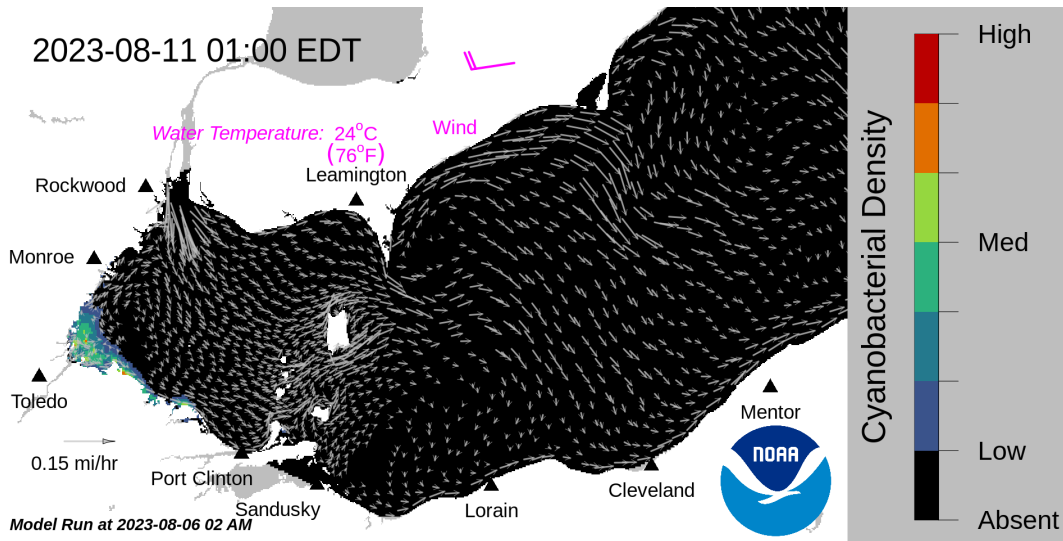 2023-08-11 01:00 EDT
High
Wind
Water Temperature: 24°C
(76°F)
Leamington
Rockwood
Cyanobacterial Density
Med
Monroe
Toledo
Mentor
0.15 mi/hr
NOAA
Low
Port Clinton
Cleveland
Sandusky
Lorain
Model Run at 2023-08-06 02 AM
Absent